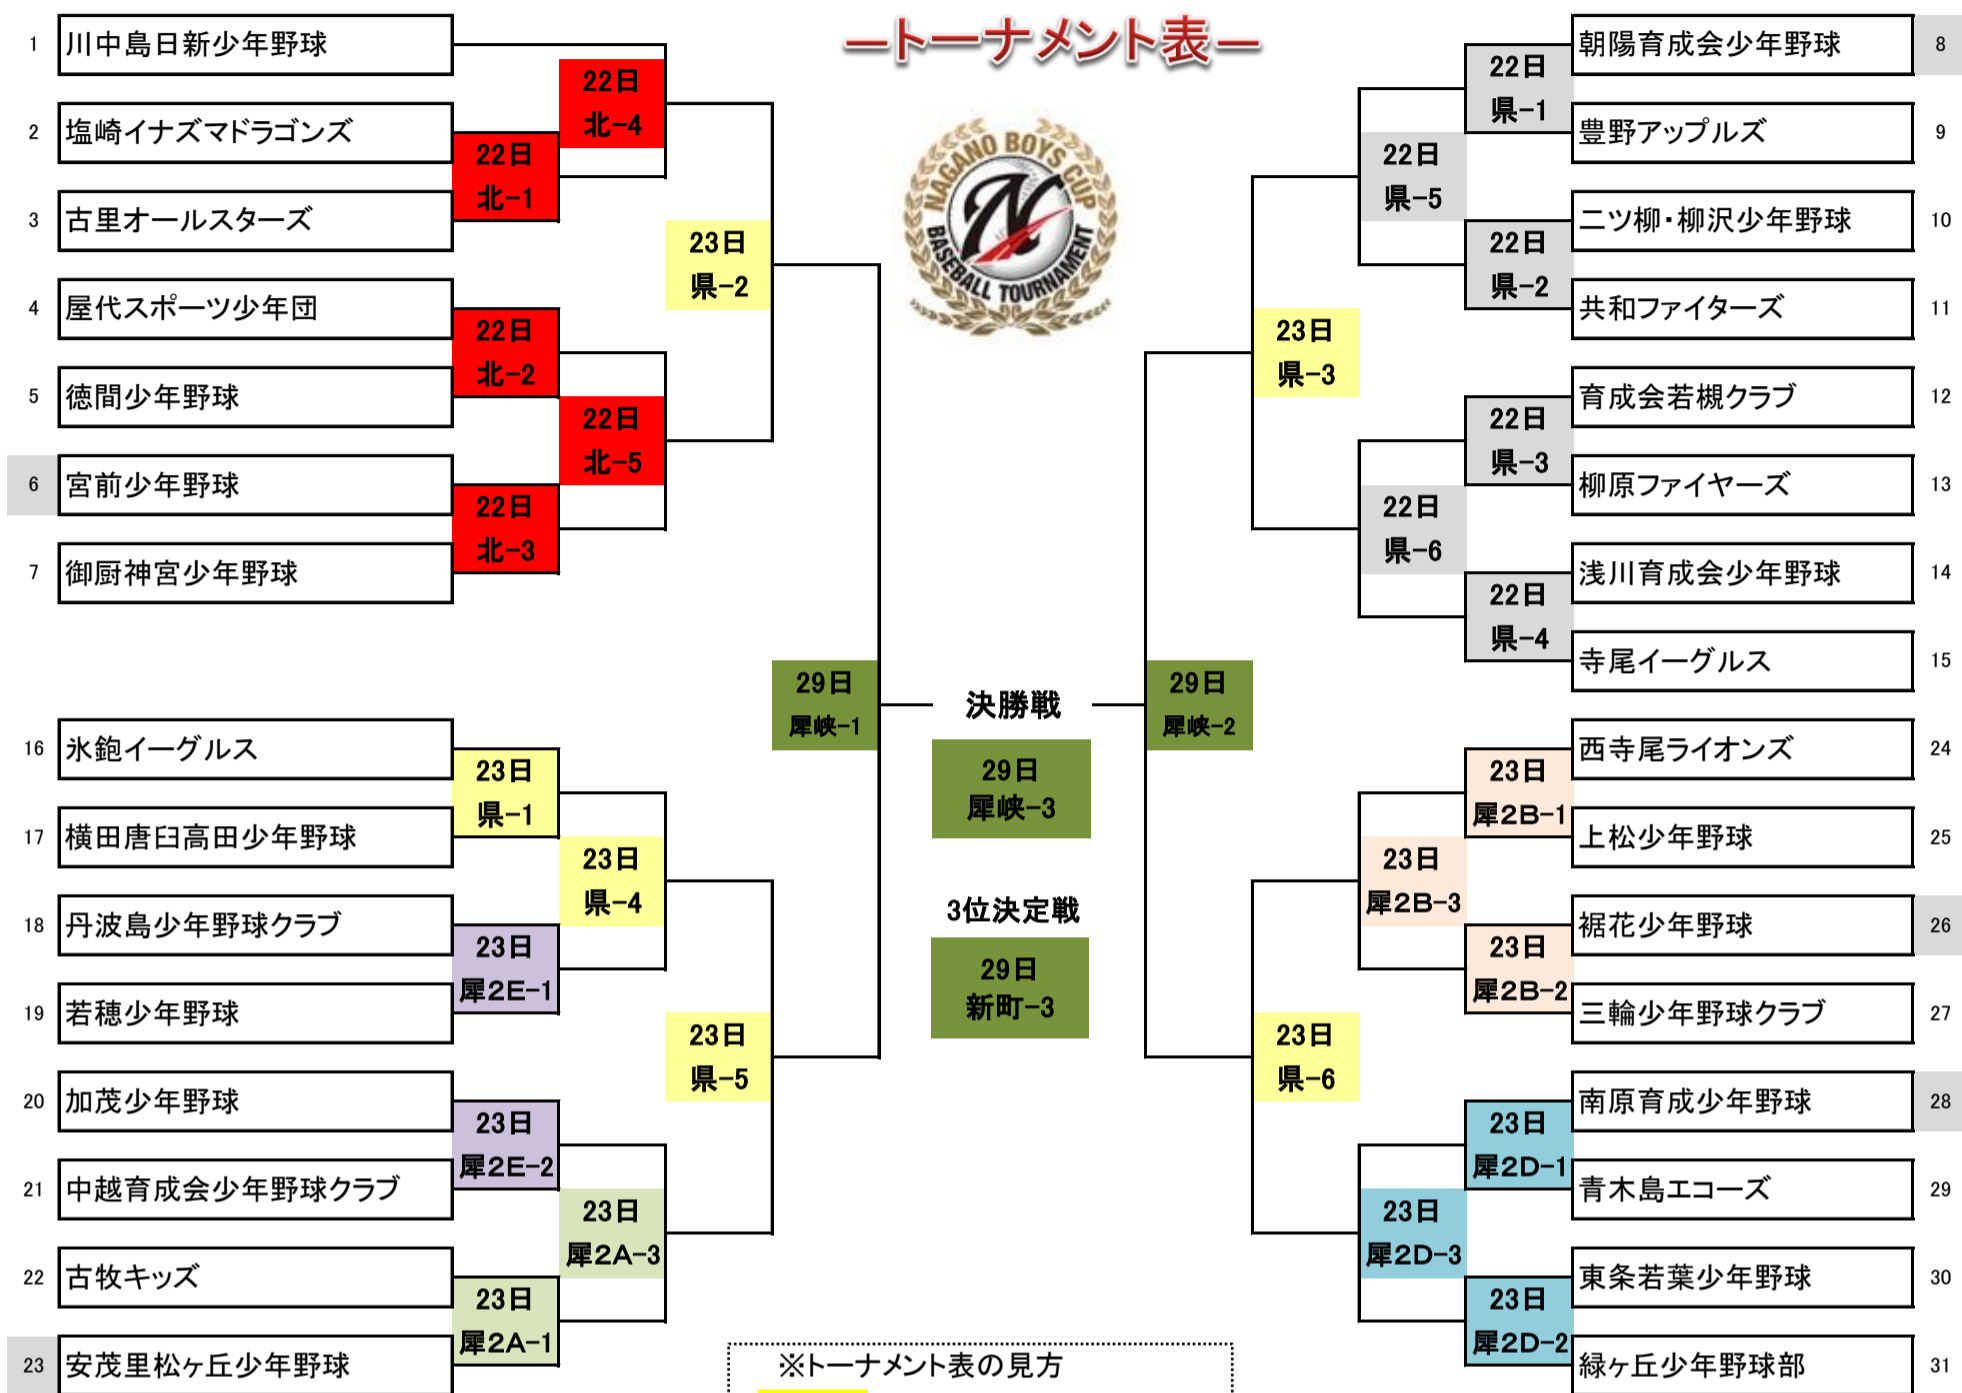 ートーナメント表ー
NAGANO BOYS CUP
BASEBALL TOURNAMENT
N
1 川中島日新少年野球
2 塩崎イナズマドラゴンズ
3 古里オールスターズ
4 屋代スポーツ少年団
5 徳間少年野球
6 宮前少年野球
7 御厨神宮少年野球
22日
北-4
22日
北-1
22日
北-2
22日
北-5
22日
北-3
23日
県-2
16 氷鉋イーグルス
17 横田唐臼高田少年野球
18 丹波島少年野球クラブ
19 若穂少年野球
20 加茂少年野球
21 中越育成会少年野球クラブ
22 古牧キッズ
23 安茂里松ヶ丘少年野球
23日
県-1
23日
県-4
23日
犀2E-1
23日
県-5
23日
犀2E-2
23日
犀2A-3
23日
犀2A-1
29日
犀峡-1
決勝戦
29日
犀峡-3
3位決定戦
29日
新町-3
29日
犀峡-2
朝陽育成会少年野球 8
豊野アップルズ 9
二ツ柳・柳沢少年野球 10
共和ファイターズ 11
育成会若槻クラブ 12
柳原ファイヤーズ 13
浅川育成会少年野球 14
寺尾イーグルス 15
22日
県-1
22日
県-5
22日
県-2
23日
県-3
22日
県-3
22日
県-6
22日
県-4
西寺尾ライオンズ 24
上松少年野球 25
裾花少年野球 26
三輪少年野球クラブ 27
南原育成少年野球 28
青木島エコーズ 29
東条若葉少年野球 30
緑ヶ丘少年野球部 31
23日
犀2B-1
23日
犀2B-3
23日
犀2B-2
23日
県-6
23日
犀2D-1
23日
犀2D-3
23日
犀2D-2
※トーナメント表の見方